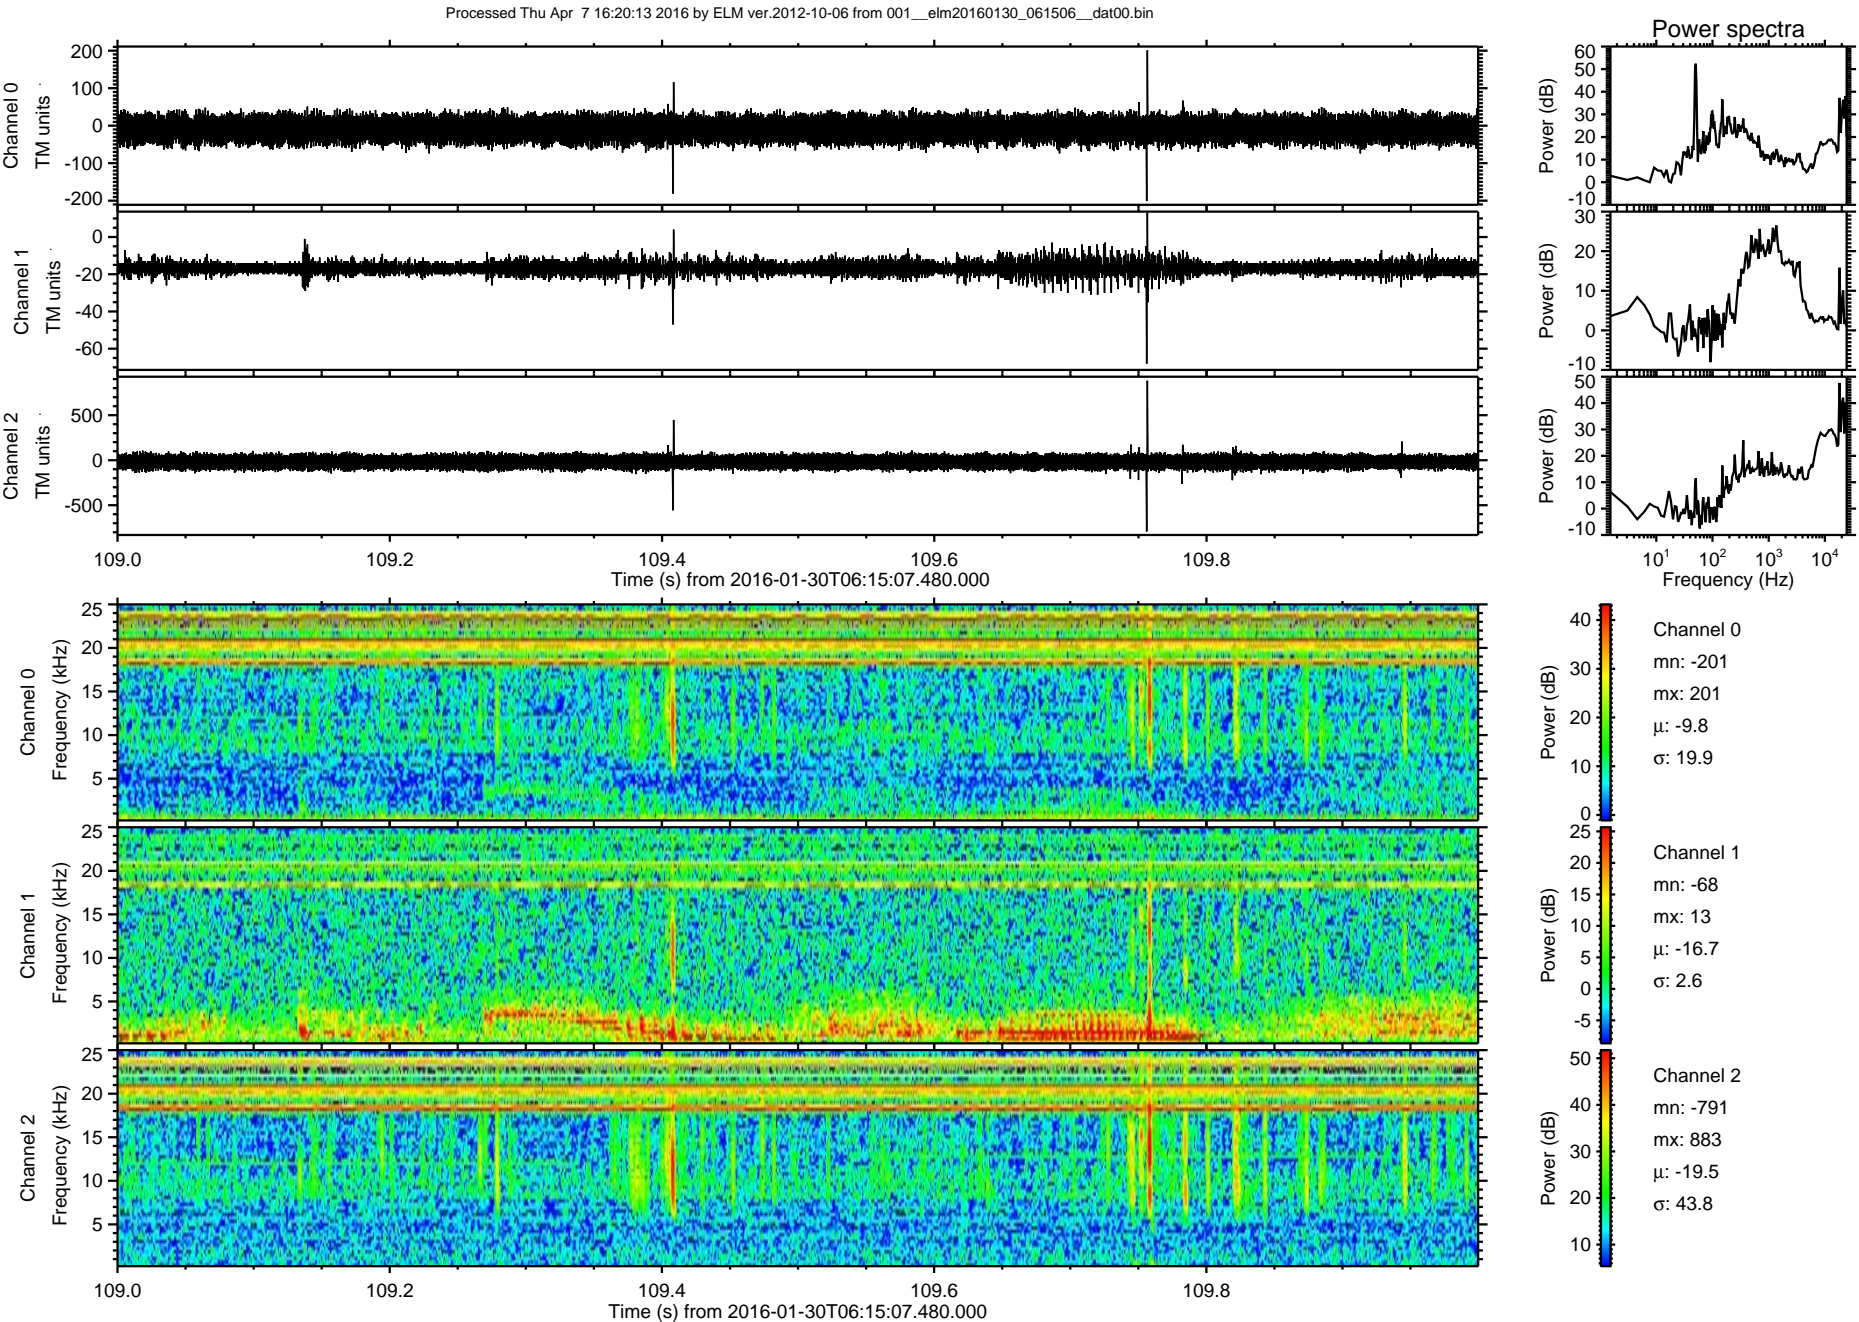 Processed Thu Apr  7 16:20:13 2016 by ELM ver.2012-10-06 from 001__elm20160130_061506__dat00.bin
Power spectra
Channel 0
TM units
200
100
0
-100
-200
Power (dB)
60
50
40
30
20
10
0
-10
Channel 1
TM units
0
-20
-40
-60
Power (dB)
30
20
10
0
-10
Channel 2
TM units
500
0
-500
Power (dB)
50
40
30
20
10
0
-10
109.0 109.2 109.4 109.6 109.8
Time (s) from 2016-01-30T06:15:07.480.000
10¹ 10² 10³ 10⁴
Frequency (Hz)
Channel 0
Frequency (kHz)
25
20
15
10
5
Power (dB)
40
30
20
10
0
Channel 0
mn: -201
mx: 201
μ: -9.8
σ: 19.9
Channel 1
Frequency (kHz)
25
20
15
10
5
Power (dB)
25
20
15
10
5
0
-5
Channel 1
mn: -68
mx: 13
μ: -16.7
σ: 2.6
Channel 2
Frequency (kHz)
25
20
15
10
5
Power (dB)
50
40
30
20
10
Channel 2
mn: -791
mx: 883
μ: -19.5
σ: 43.8
109.0 109.2 109.4 109.6 109.8
Time (s) from 2016-01-30T06:15:07.480.000